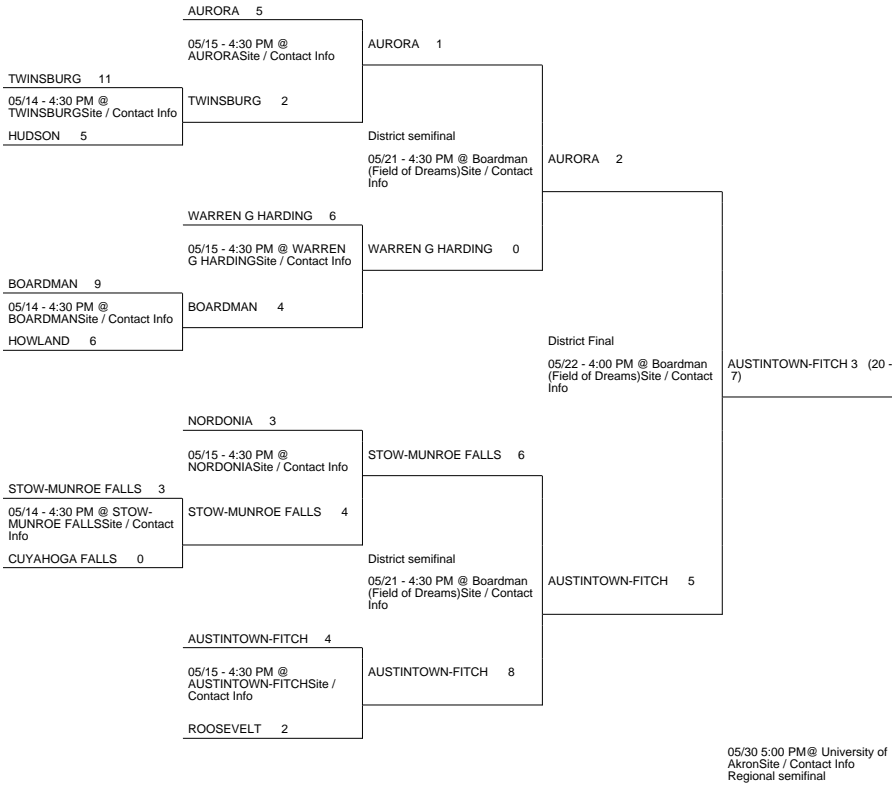 AURORA 5
05/15 - 4:30 PM @
AURORASite / Contact Info
AURORA 1
TWINSBURG 11
05/14 - 4:30 PM @
TWINSBURGSite / Contact Info
TWINSBURG 2
HUDSON 5
District semifinal
05/21 - 4:30 PM @ Boardman
(Field of Dreams)Site / Contact
Info
AURORA 2
WARREN G HARDING 6
05/15 - 4:30 PM @ WARREN
G HARDINGSite / Contact Info
WARREN G HARDING 0
BOARDMAN 9
05/14 - 4:30 PM @
BOARDMANSite / Contact Info
BOARDMAN 4
HOWLAND 6
District Final
05/22 - 4:00 PM @ Boardman
(Field of Dreams)Site / Contact
Info
AUSTINTOWN-FITCH 3 (20 -
7)
NORDONIA 3
05/15 - 4:30 PM @
NORDONIASite / Contact Info
STOW-MUNROE FALLS 6
STOW-MUNROE FALLS 3
05/14 - 4:30 PM @ STOW-
MUNROE FALLSSite / Contact
Info
STOW-MUNROE FALLS 4
CUYAHOGA FALLS 0
District semifinal
05/21 - 4:30 PM @ Boardman
(Field of Dreams)Site / Contact
Info
AUSTINTOWN-FITCH 5
AUSTINTOWN-FITCH 4
05/15 - 4:30 PM @
AUSTINTOWN-FITCHSite /
Contact Info
AUSTINTOWN-FITCH 8
ROOSEVELT 2
05/30 5:00 PM@ University of
AkronSite / Contact Info
Regional semifinal